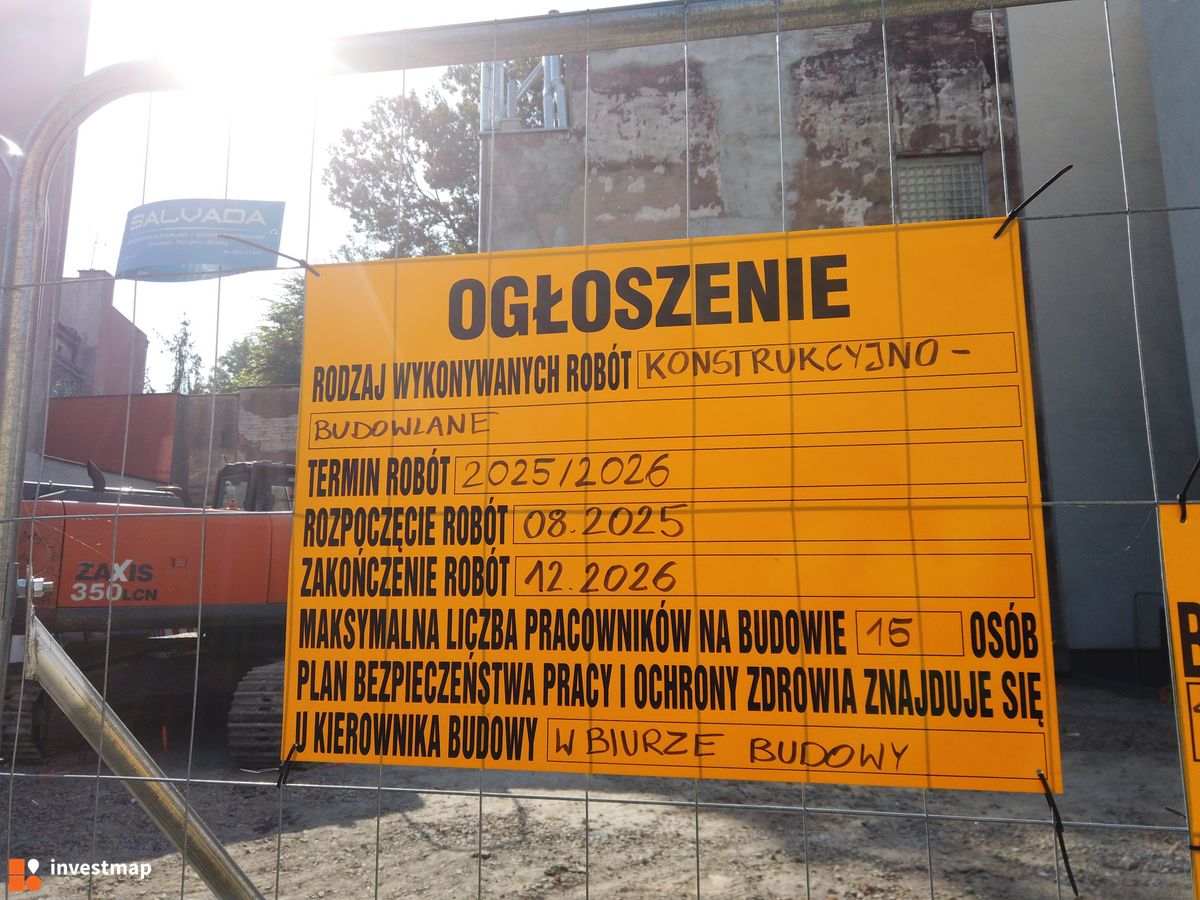 SALVADA
OGŁOSZENIE
RODZAJ WYKONYWANYCH ROBÓT KONSTRUKCYJNO -
BUDOWLANE
TERMIN ROBÓT 2025/2026
ROZPOCZĘCIE ROBÓT 08.2025
ZAKOŃCZENIE ROBÓT 12.2026
MAKSYMALNA LICZBA PRACOWNIKÓW NA BUDOWIE 15 OSÓB
PLAN BEZPIECZEŃSTWA PRACY I OCHRONY ZDROWIA ZNAJDUJE SIĘ
U KIEROWNIKA BUDOWY W BIURZE BUDOWY
ZAXIS
350LCN
investmap